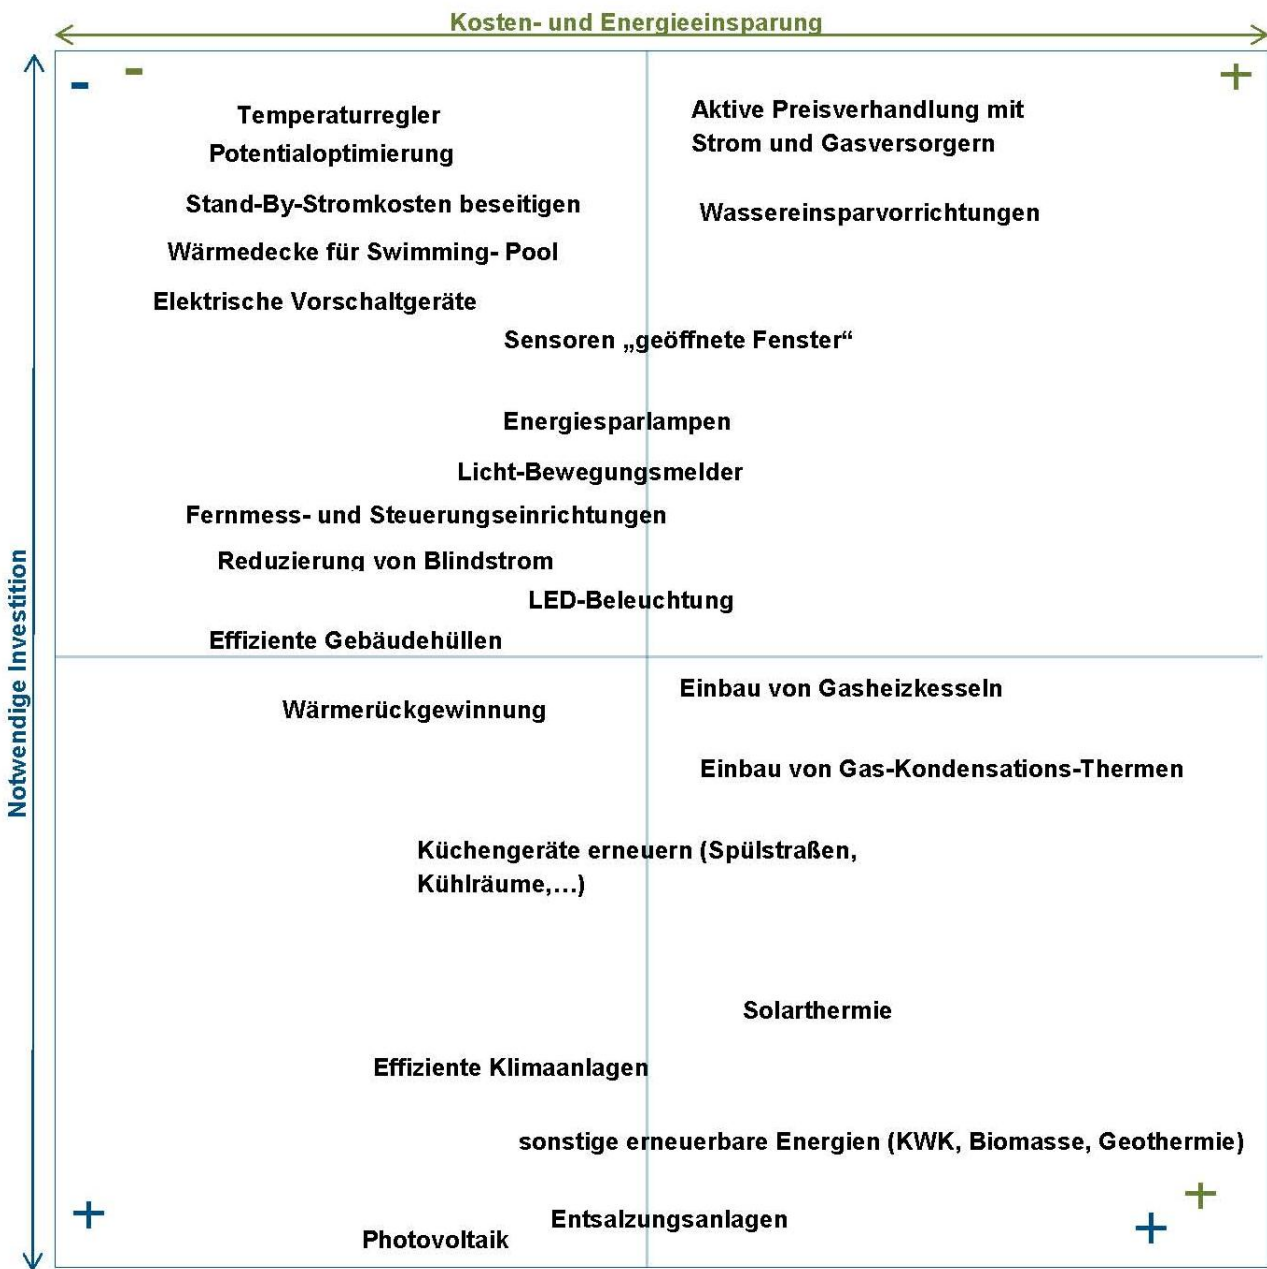 Kosten- und Energieeinsparung
- - +
Temperaturregler
Aktive Preisverhandlung mit
Strom und Gasversorgern
Potentialoptimierung
Stand-By-Stromkosten beseitigen
Wassereinsparvorrichtungen
Wärmedecke für Swimming- Pool
Elektrische Vorschaltgeräte
Sensoren „geöffnete Fenster“
Energiesparlampen
Licht-Bewegungsmelder
Fernmess- und Steuerungseinrichtungen
Reduzierung von Blindstrom
LED-Beleuchtung
Effiziente Gebäudehüllen
Notwendige Investition
Einbau von Gasheizkesseln
Wärmerückgewinnung
Einbau von Gas-Kondensations-Thermen
Küchengeräte erneuern (Spülstraßen,
Kühlräume,...)
Solarthermie
Effiziente Klimaanlagen
sonstige erneuerbare Energien (KWK, Biomasse, Geothermie)
+ + +
Entsalzungsanlagen
Photovoltaik